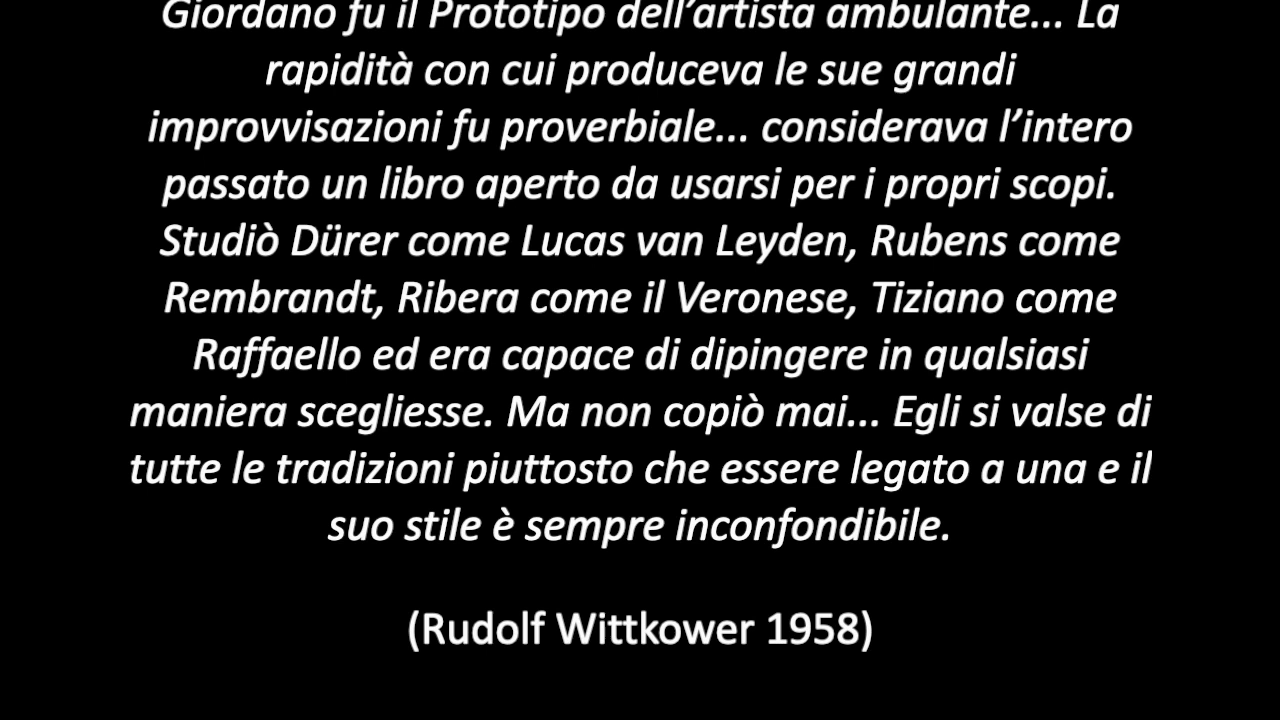 Giordano fu il Prototipo dell’artista ambulante... La
rapidità con cui produceva le sue grandi
improvvisazioni fu proverbiale... considerava l’intero
passato un libro aperto da usarsi per i propri scopi.
Studiò Dürer come Lucas van Leyden, Rubens come
Rembrandt, Ribera come il Veronese, Tiziano come
Raffaello ed era capace di dipingere in qualsiasi
maniera scegliesse. Ma non copiò mai... Egli si valse di
tutte le tradizioni piuttosto che essere legato a una e il
suo stile è sempre inconfondibile.
(Rudolf Wittkower 1958)